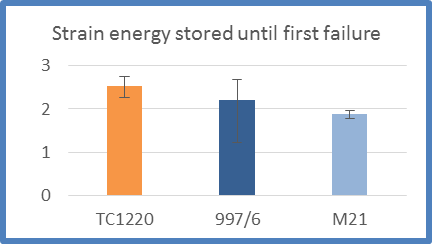 Strain energy stored until first failure
3
2
1
0
TC1220 997/6 M21